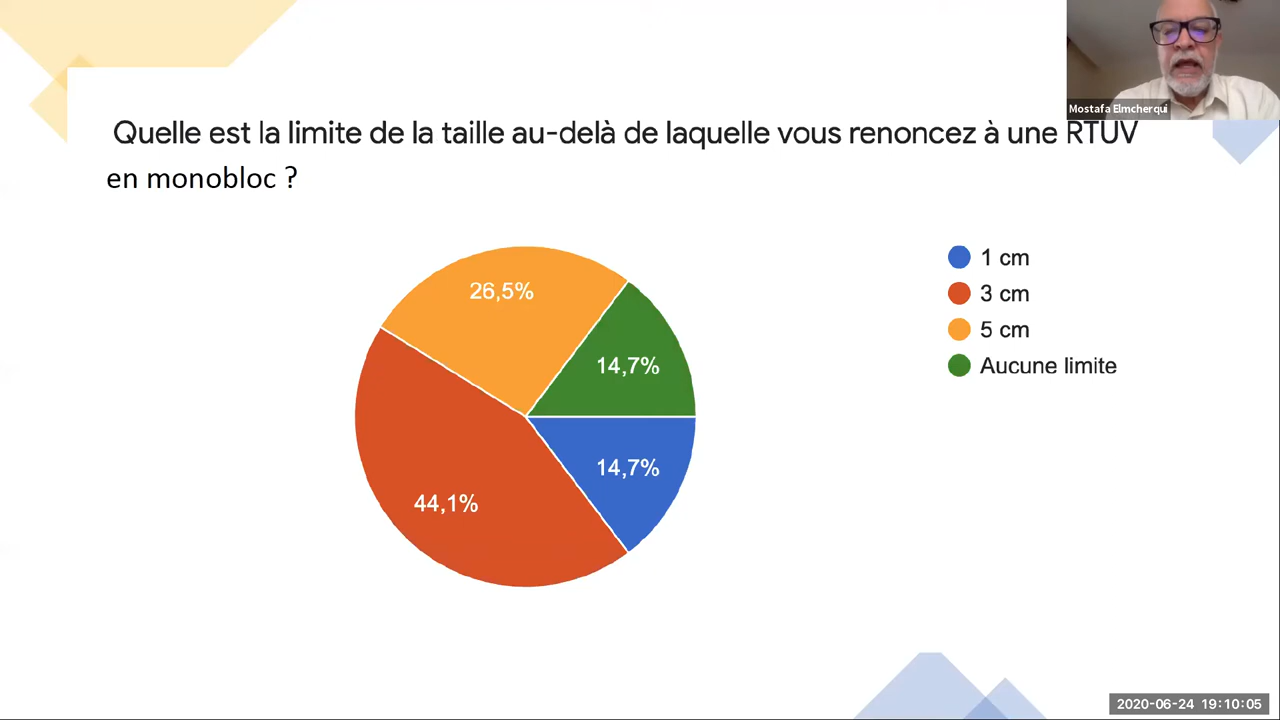 Mostafa Elmcherqui
Quelle est la limite de la taille au-delà de laquelle vous renoncez à une RTUV
en monobloc ?
1 cm
3 cm
5 cm
Aucune limite
26,5%
14,7%
14,7%
44,1%
2020-06-24 19:10:05